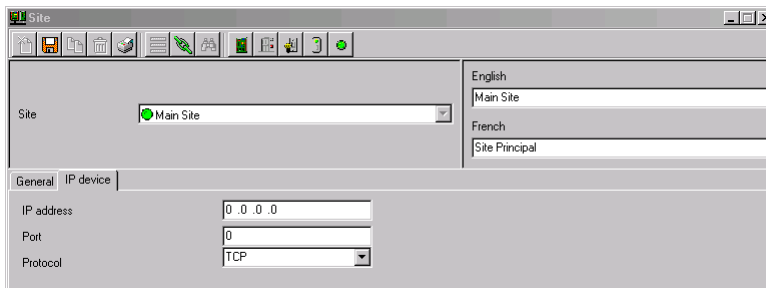 Site
English
Main Site
Site
Main Site
French
Site Principal
General
IP device
IP address
0 .0 .0 .0
Port
0
Protocol
TCP